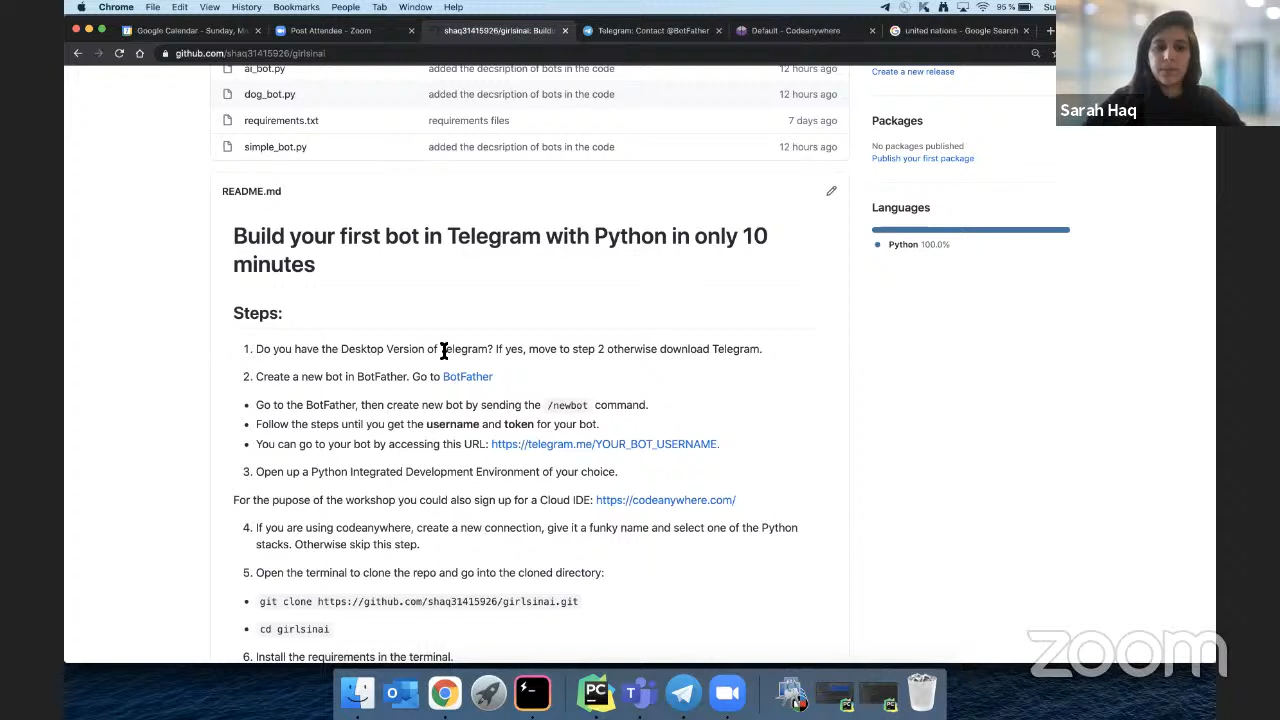 Chrome File Edit View History Bookmarks People Tab Window Help 95 %
Google Calendar - Sunday, M
Post Attendee - Zoom
shaq31415926/girlsinai: Build
Telegram: Contact @BotFather
Default - Codeanywhere
united nations - Google Search
github.com/shaq31415926/girlsinai
Sarah Haq
ai_bot.py added the decsription of bots in the code 12 hours ago
dog_bot.py added the decsription of bots in the code 12 hours ago
requirements.txt requirements files 7 days ago
simple_bot.py added the decsription of bots in the code 12 hours ago
Create a new release
Packages
No packages published
Publish your first package
Languages
Python 100.0%
README.md
Build your first bot in Telegram with Python in only 10
minutes
Steps:
1. Do you have the Desktop Version of Telegram? If yes, move to step 2 otherwise download Telegram.
2. Create a new bot in BotFather. Go to BotFather
Go to the BotFather, then create new bot by sending the /newbot command.
Follow the steps until you get the username and token for your bot.
You can go to your bot by accessing this URL: https://telegram.me/YOUR_BOT_USERNAME.
3. Open up a Python Integrated Development Environment of your choice.
For the pupose of the workshop you could also sign up for a Cloud IDE: https://codeanywhere.com/
4. If you are using codeanywhere, create a new connection, give it a funky name and select one of the Python
stacks. Otherwise skip this step.
5. Open the terminal to clone the repo and go into the cloned directory:
git clone https://github.com/shaq31415926/girlsinai.git
cd girlsinai
6. Install the requirements in the terminal.
zoom
PC